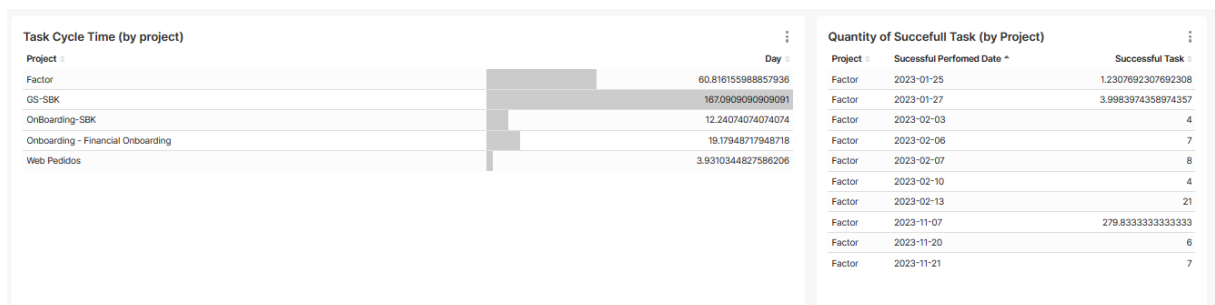 Task Cycle Time (by project)
Project Day
Factor 60.816155988857936
GS-SBK 167.0909090909091
OnBoarding-SBK 12.24074074074074
Onboarding - Financial Onboarding 19.17948717948718
Web Pedidos 3.9310344827586206
Quantity of Succefull Task (by Project)
Project Sucessful Perfomed Date Successful Task
Factor 2023-01-25 1.2307692307692308
Factor 2023-01-27 3.9983974358974357
Factor 2023-02-03 4
Factor 2023-02-06 7
Factor 2023-02-07 8
Factor 2023-02-10 4
Factor 2023-02-13 21
Factor 2023-11-07 279.8333333333333
Factor 2023-11-20 6
Factor 2023-11-21 7